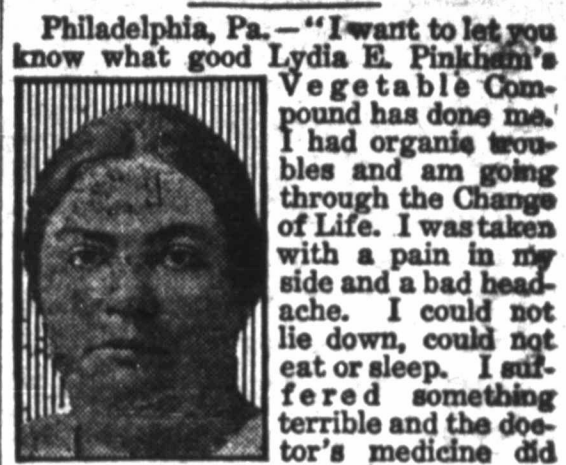 Philadelphia, Pa. — "I want to let you
know what good Lydia E. Pinkham's
Vegetable Com-
pound has done me.
I had organic trou-
bles and am going
through the Change
of Life. I was taken
with a pain in my
side and a bad head-
ache. I could not
lie down, could not
eat or sleep. I suf-
fered something
terrible and the doc-
tor's medicine did